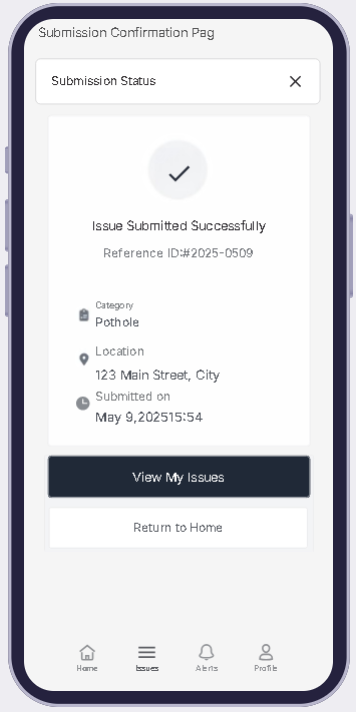 Submission Confirmation Pag
Submission Status
Issue Submitted Successfully
Reference ID:#2025-0509
Category
Pothole
Location
123 Main Street, City
Submitted on
May 9,202515:54
View My Issues
Return to Home
Home Issues Alerts Profile